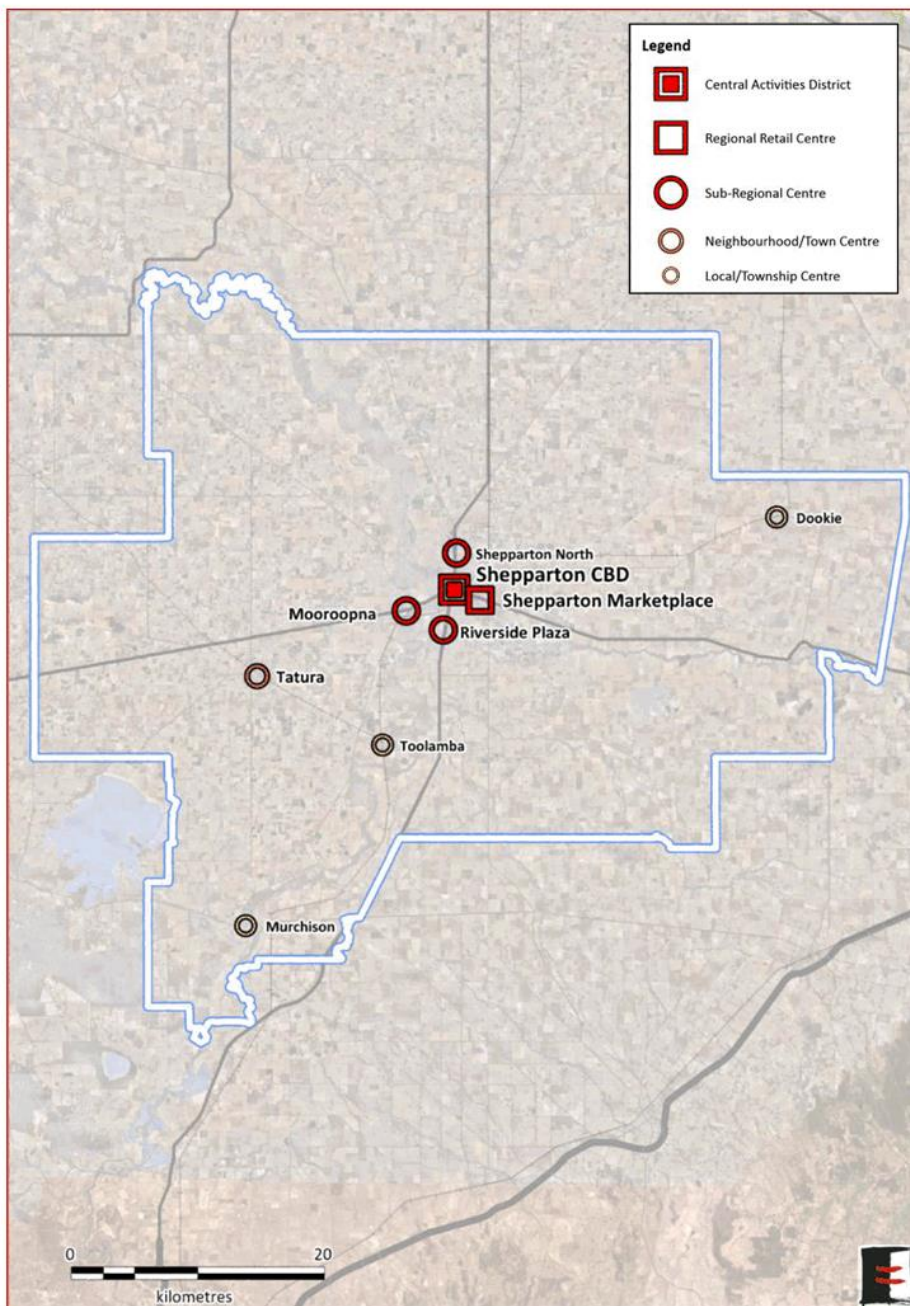 Legend
Central Activities District
Regional Retail Centre
Sub-Regional Centre
Neighbourhood/Town Centre
Local/Township Centre
Dookie
Shepparton North
Shepparton CBD
Shepparton Marketplace
Mooroopna
Riverside Plaza
Tatura
Toolamba
Murchison
0 20
kilometres